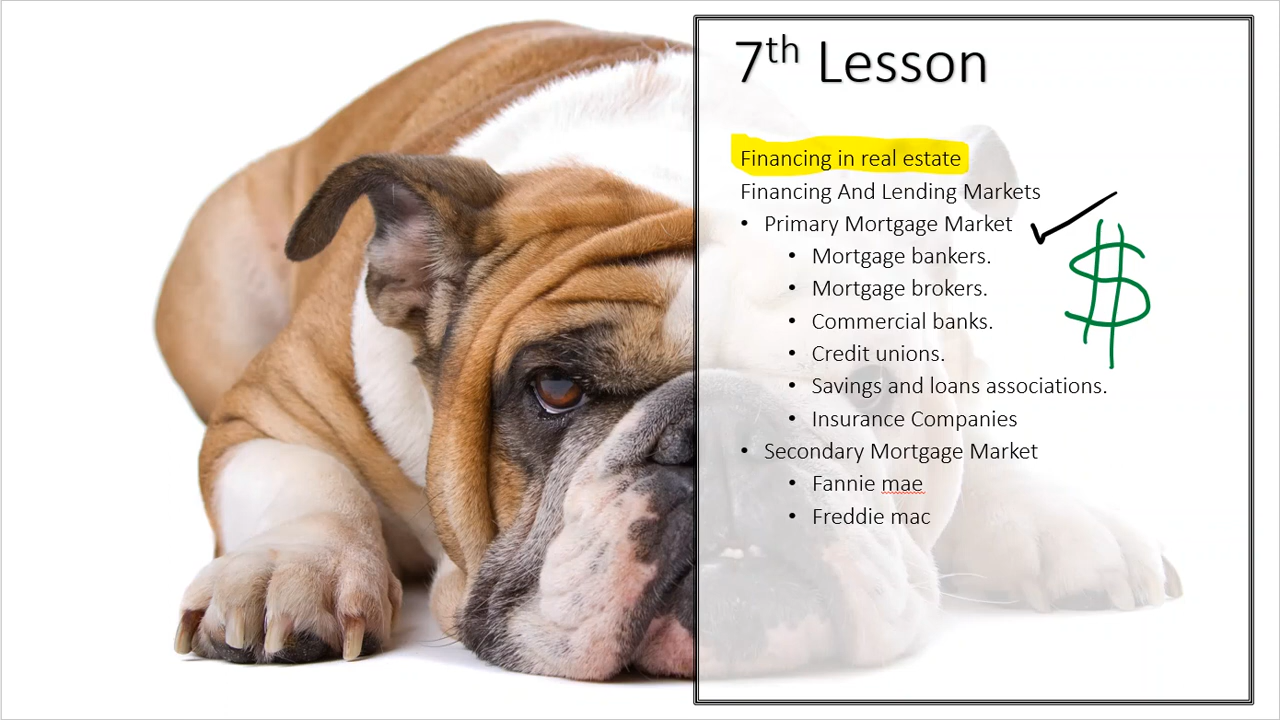 7th Lesson
Financing in real estate
Financing And Lending Markets
• Primary Mortgage Market
• Mortgage bankers.
• Mortgage brokers.
• Commercial banks.
• Credit unions.
• Savings and loans associations.
• Insurance Companies
• Secondary Mortgage Market
• Fannie mae
• Freddie mac
$